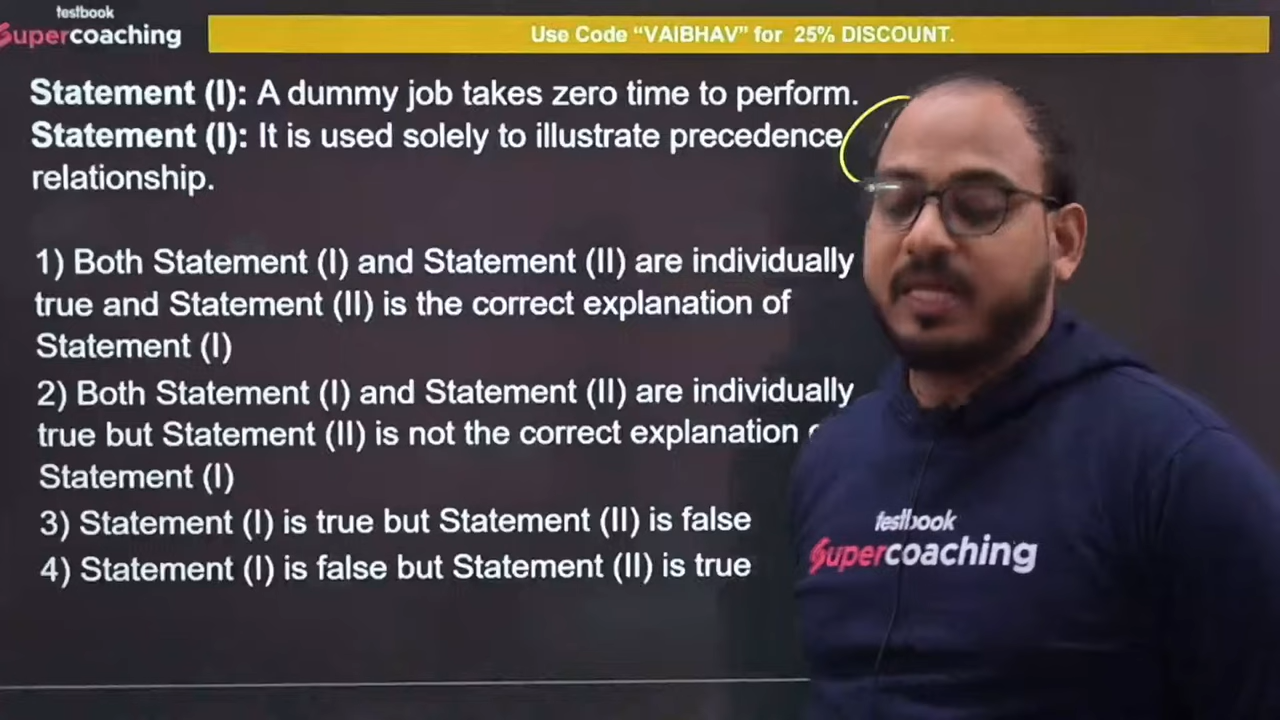 testbook
Supercoaching
Use Code “VAIBHAV” for 25% DISCOUNT.
Statement (I): A dummy job takes zero time to perform.
Statement (I): It is used solely to illustrate precedence
relationship.
1) Both Statement (I) and Statement (II) are individually
true and Statement (II) is the correct explanation of
Statement (I)
2) Both Statement (I) and Statement (II) are individually
true but Statement (II) is not the correct explanation
Statement (I)
3) Statement (I) is true but Statement (II) is false
4) Statement (I) is false but Statement (II) is true
testbook
Supercoaching